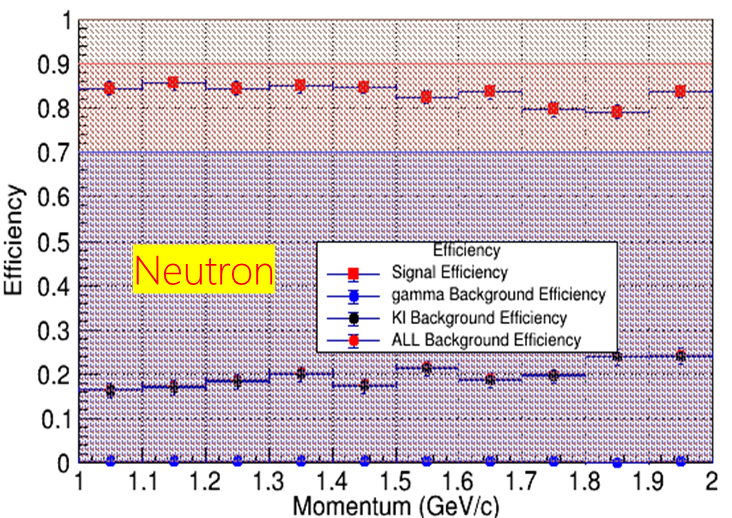 1
0.9
0.8
0.7
0.6
0.5
0.4
0.3
0.2
0.1
0
Efficiency
Neutron
Efficiency
Signal Efficiency
gamma Background Efficiency
Kl Background Efficiency
ALL Background Efficiency
1 1.1 1.2 1.3 1.4 1.5 1.6 1.7 1.8 1.9 2
Momentum (GeV/c)